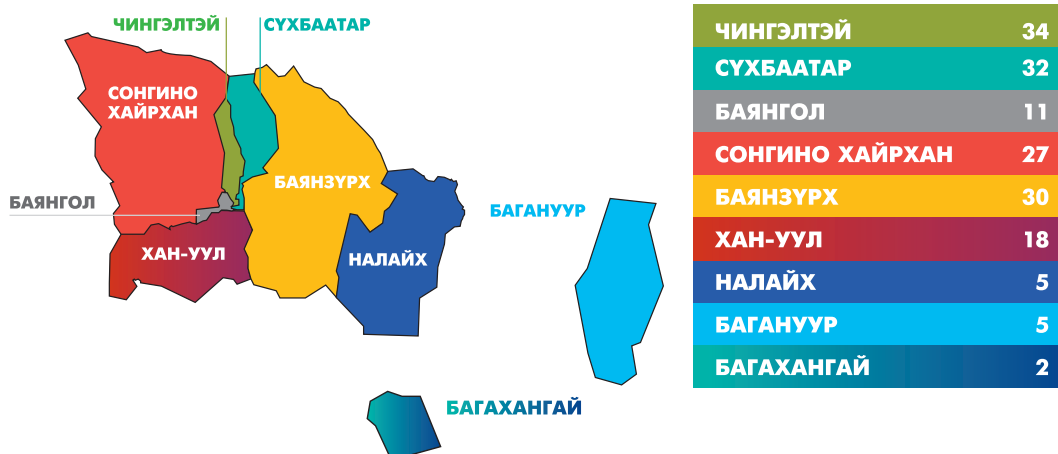 ЧИНГЭЛТЭЙ
СҮХБААТАР
СОНГИНО
ХАЙРХАН
БАЯНЗҮРХ
БАЯНГОЛ
БАГАНУУР
ХАН-УУЛ
НАЛАЙХ
БАГАХАНГАЙ
ЧИНГЭЛТЭЙ 34
СҮХБААТАР 32
БАЯНГОЛ 11
СОНГИНО ХАЙРХАН 27
БАЯНЗҮРХ 30
ХАН-УУЛ 18
НАЛАЙХ 5
БАГАНУУР 5
БАГАХАНГАЙ 2